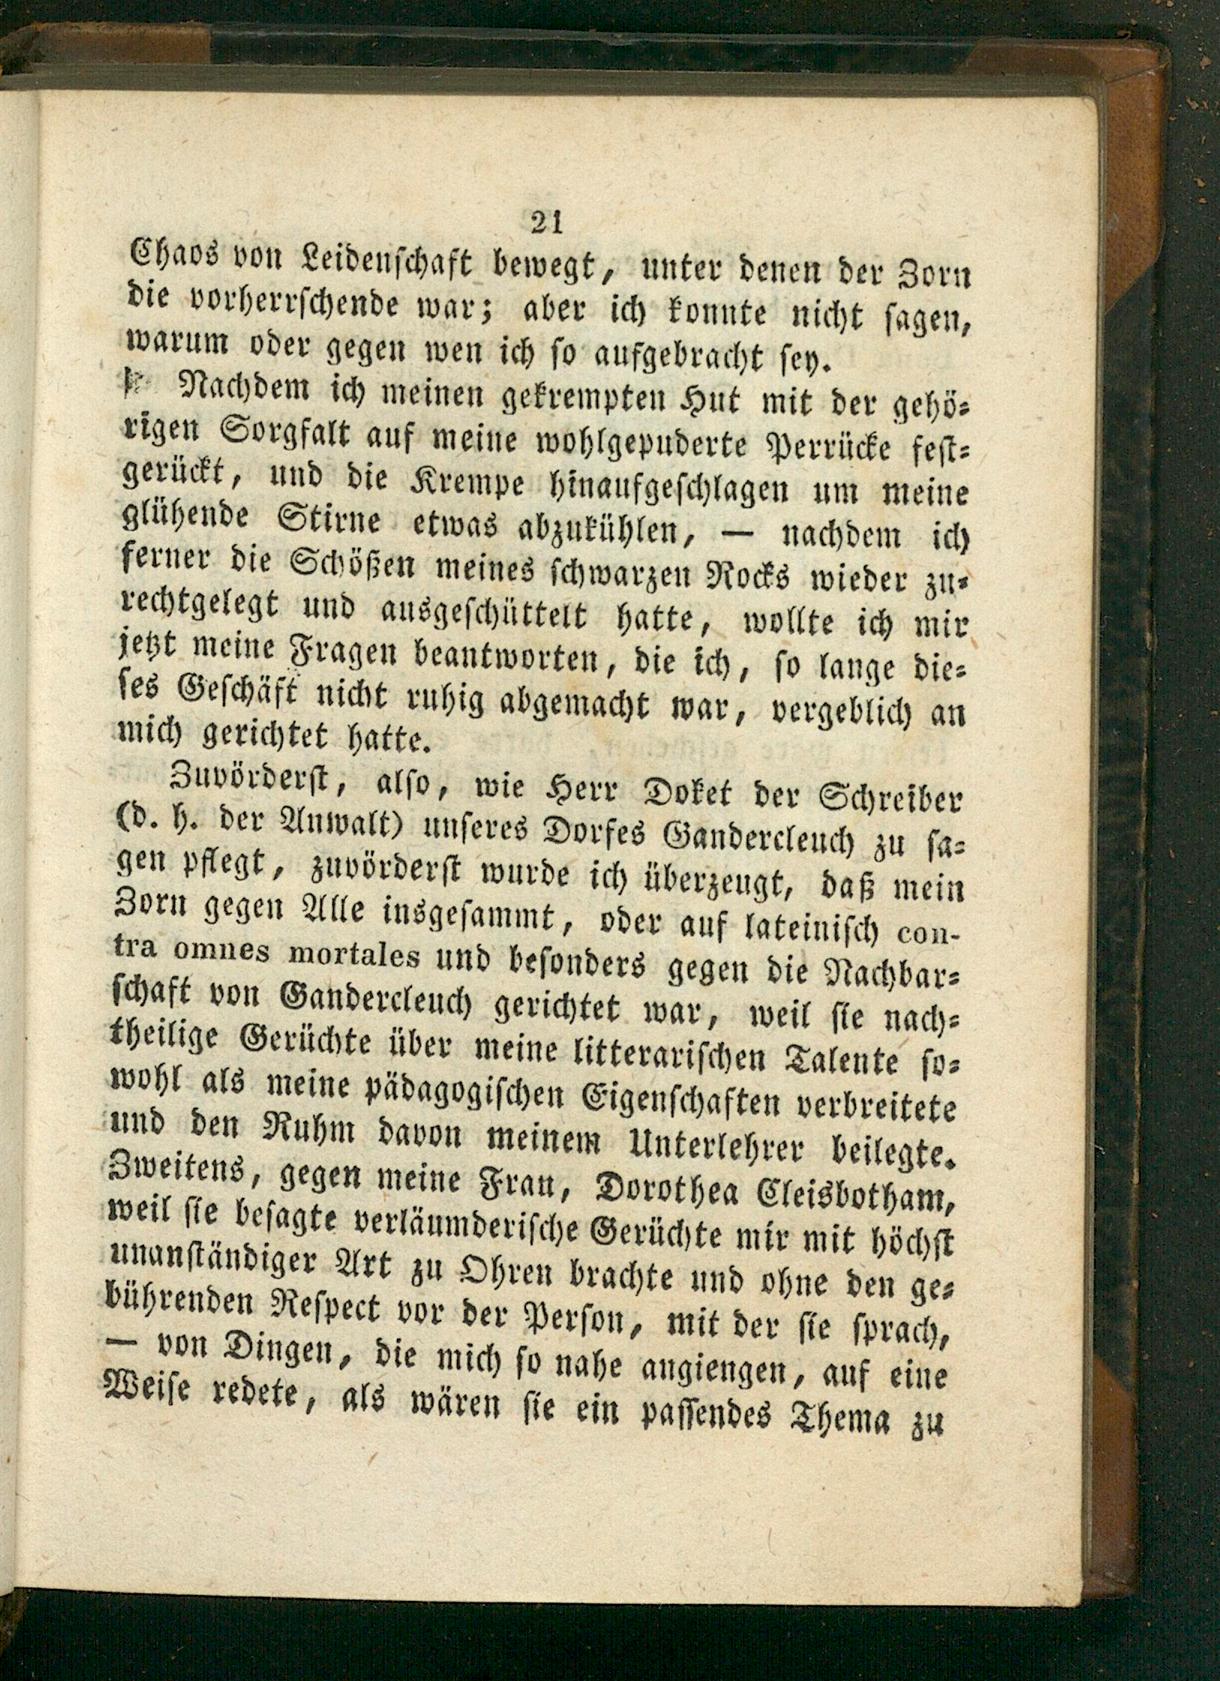 21
Chaos von Leidenschaft bewegt, unter denen der Zorn
die vorherrschende war; aber ich konnte nicht sagen,
warum oder gegen wen ich so aufgebracht sey.
Nachdem ich meinen gekrempten Hut mit der gehö-
rigen Sorgfalt auf meine wohlgepuderte Perrücke fest-
gerückt, und die Krempe hinaufgeschlagen um meine
glühende Stirne etwas abzukühlen, — nachdem ich
ferner die Schößen meines schwarzen Rocks wieder zu-
rechtgelegt und ausgeschüttelt hatte, wollte ich mir
jetzt meine Fragen beantworten, die ich, so lange die-
ses Geschäft nicht ruhig abgemacht war, vergeblich an
mich gerichtet hatte.
Zuvörderst, also, wie Herr Doket der Schreiber
(d. h. der Anwalt) unseres Dorfes Gandercleuch zu sa-
gen pflegt, zuvörderst wurde ich überzeugt, daß mein
Zorn gegen Alle insgesammt, oder auf lateinisch con-
tra omnes mortales und besonders gegen die Nachbar-
schaft von Gandercleuch gerichtet war, weil sie nach-
theilige Gerüchte über meine litterarischen Talente so-
wohl als meine pädagogischen Eigenschaften verbreitete
und den Ruhm davon meinem Unterlehrer beilegte.
Zweitens, gegen meine Frau, Dorothea Cleisbotham,
weil sie besagte verläumderische Gerüchte mir mit höchst
unanständiger Art zu Ohren brachte und ohne den ge-
bührenden Respect vor der Person, mit der sie sprach,
— von Dingen, die mich so nahe angiengen, auf eine
Weise redete, als wären sie ein passendes Thema zu